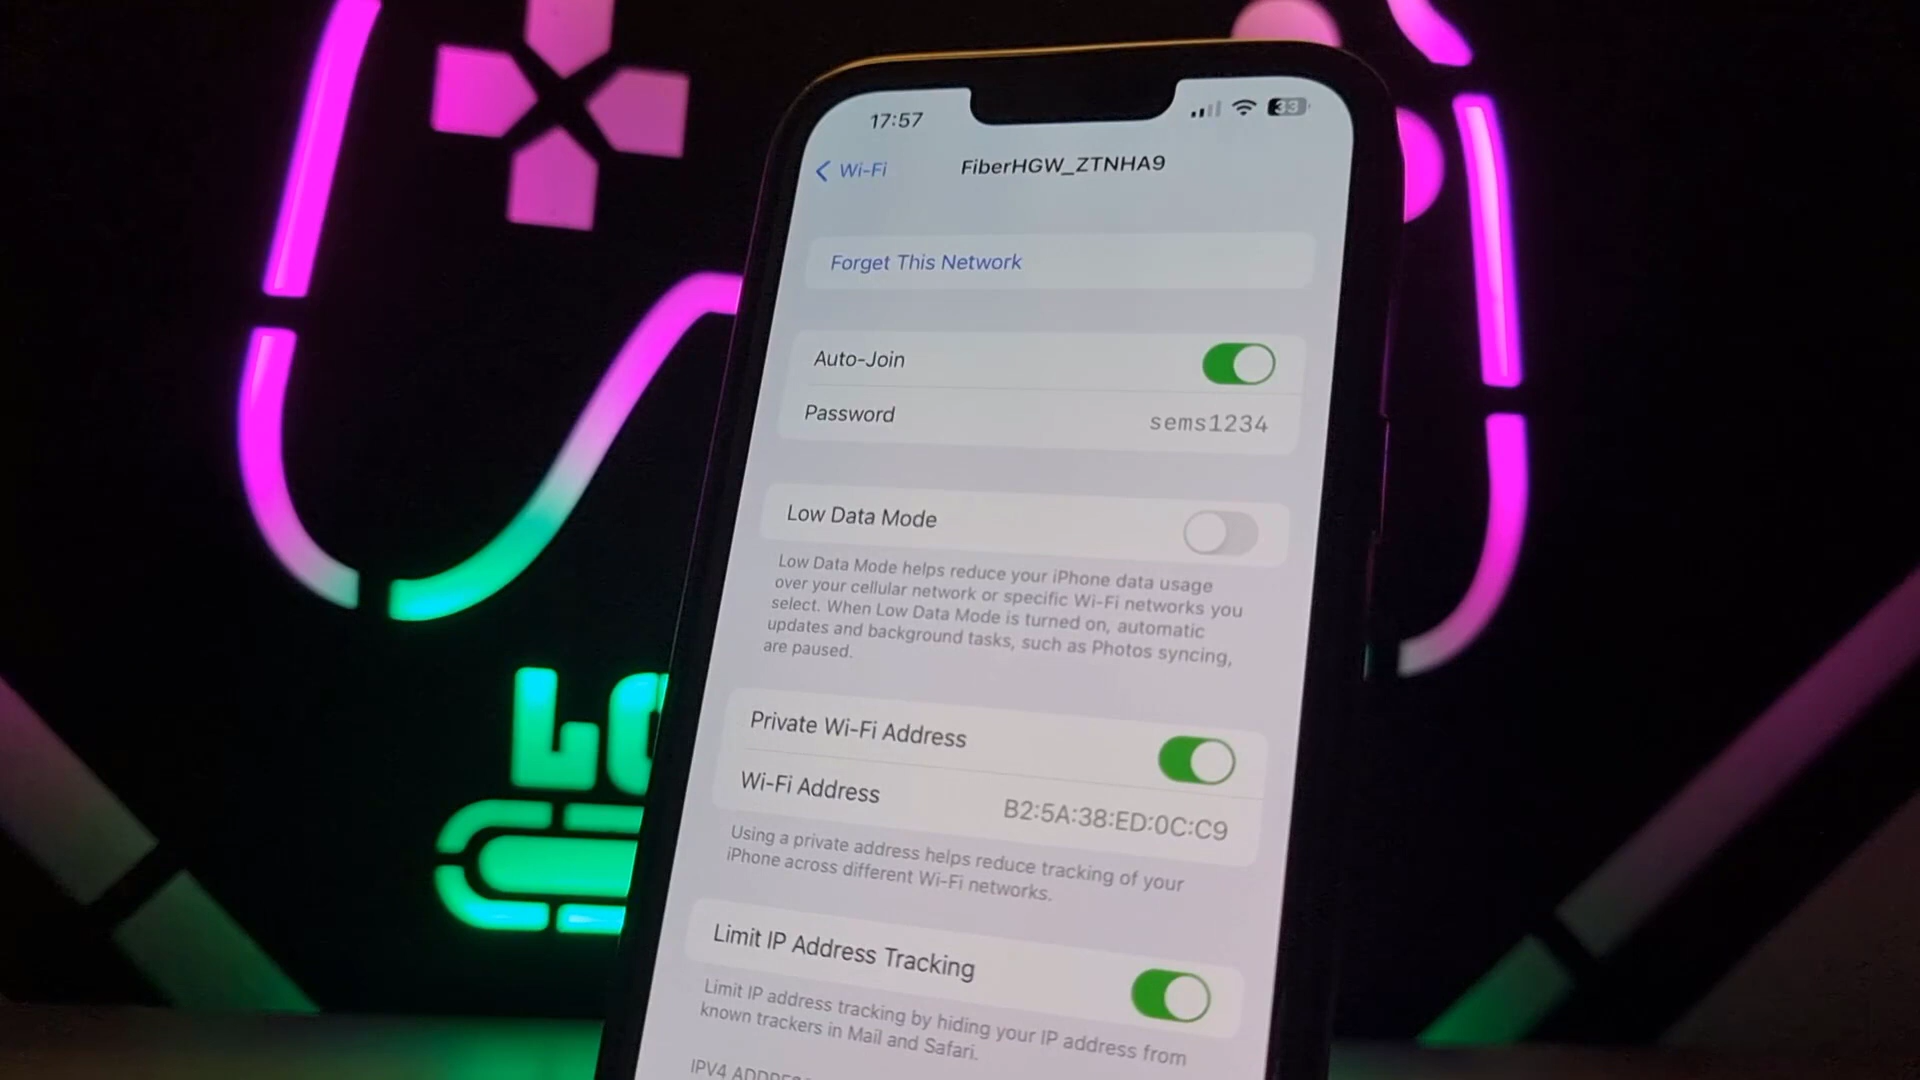 17:57
33
Wi-Fi
FiberHGW_ZTNHA9
Forget This Network
Auto-Join
Password
sems1234
Low Data Mode
Low Data Mode helps reduce your iPhone data usage
over your cellular network or specific Wi-Fi networks you
select. When Low Data Mode is turned on, automatic
updates and background tasks, such as Photos syncing,
are paused.
Private Wi-Fi Address
Wi-Fi Address
B2:5A:38:ED:0C:C9
Using a private address helps reduce tracking of your
iPhone across different Wi-Fi networks.
Limit IP Address Tracking
Limit IP address tracking by hiding your IP address from
known trackers in Mail and Safari.
IPV4